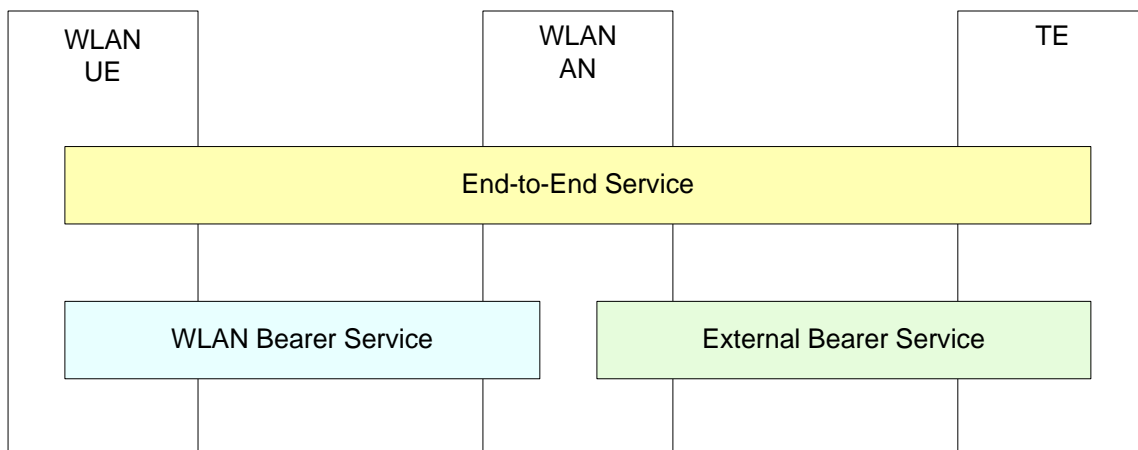 WLAN
UE
WLAN
AN
TE
End-to-End Service
WLAN Bearer Service
External Bearer Service